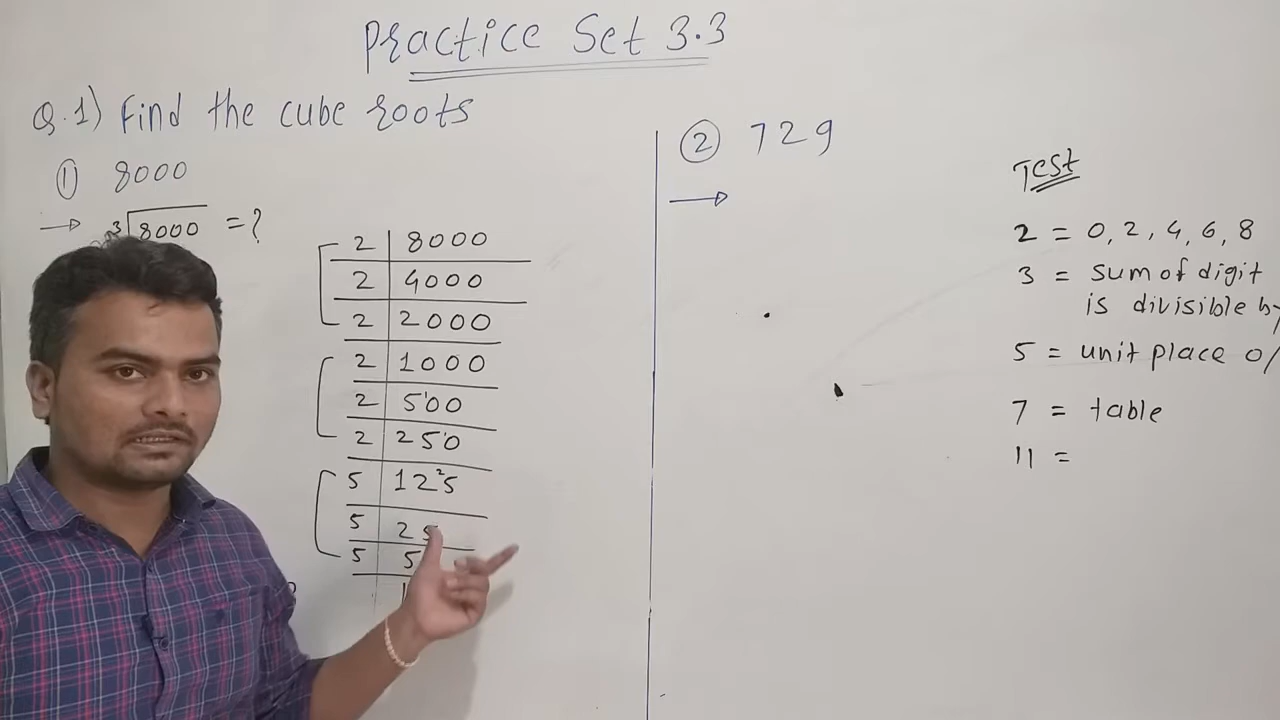 Practice Set 3.3
Q.1) Find the cube roots
① 8000
→ ∛8000 = ?
2 | 8000
2 | 4000
2 | 2000
2 | 1000
2 | 500
2 | 250
5 | 125
5 | 25
5 | 5
1
② 729
→
Test
2 = 0, 2, 4, 6, 8
3 = sum of digit
is divisible by
5 = unit place
7 = table
11 =